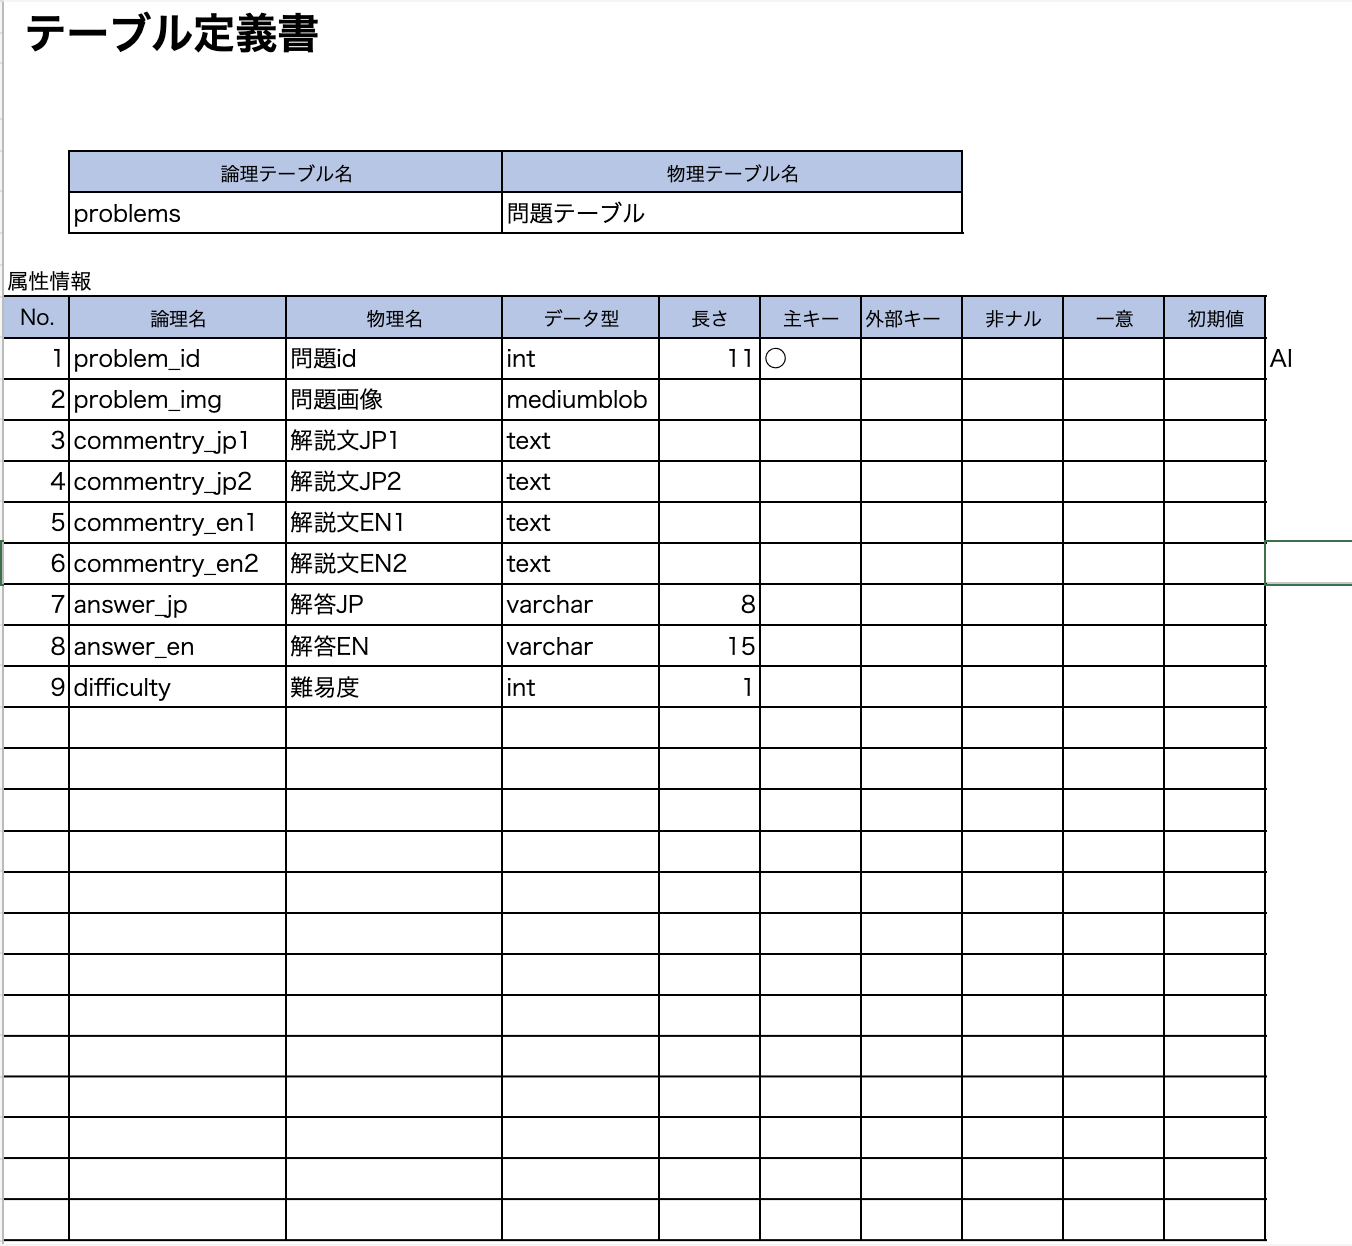 テーブル定義書
論理テーブル名 物理テーブル名
problems 問題テーブル
属性情報
No. 論理名 物理名 データ型 長さ 主キー 外部キー 非ナル 一意 初期値
1 problem_id 問題id int 11 ○ AI
2 problem_img 問題画像 mediumblob
3 commentry_jp1 解説文JP1 text
4 commentry_jp2 解説文JP2 text
5 commentry_en1 解説文EN1 text
6 commentry_en2 解説文EN2 text
7 answer_jp 解答JP varchar 8
8 answer_en 解答EN varchar 15
9 difficulty 難易度 int 1